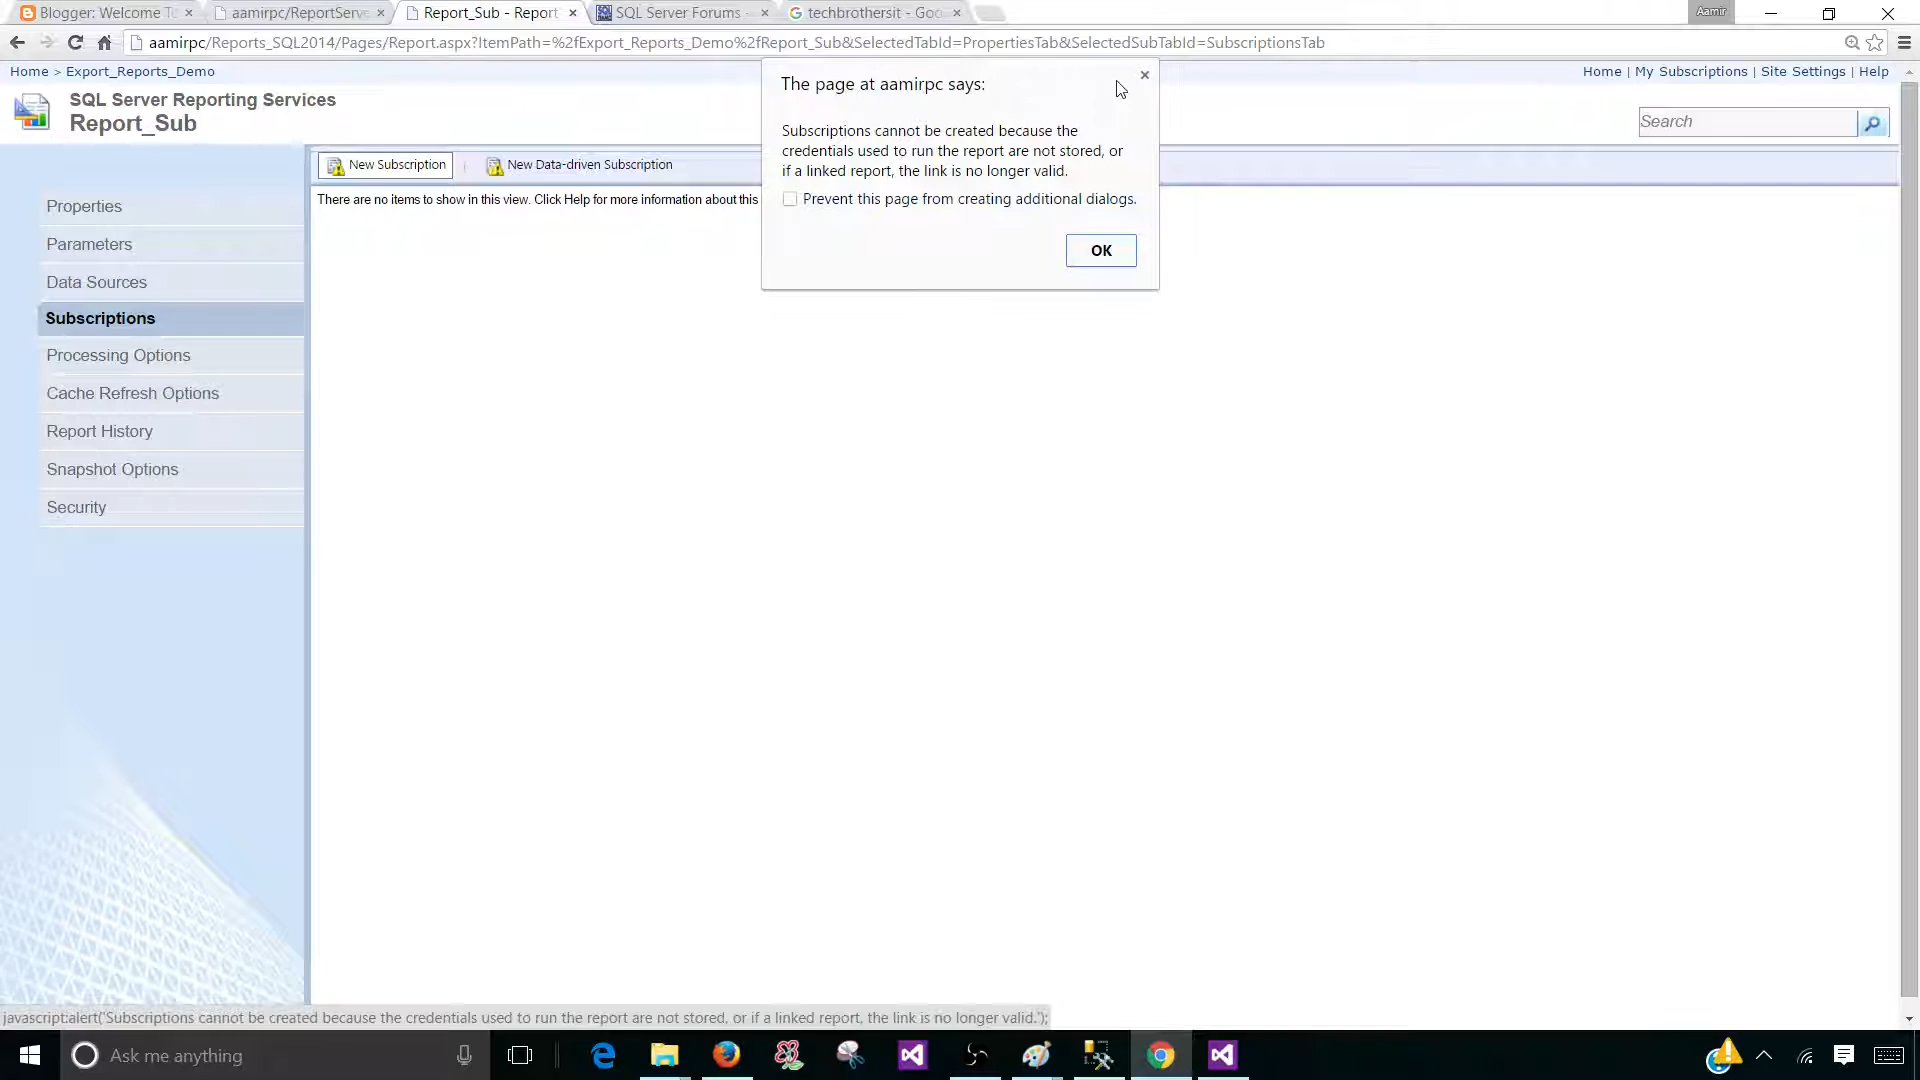 Blogger: Welcome To
aamirpc/ReportServe
Report_Sub - Report
SQL Server Forums -
techbrothersit - Goo
Aamir
aamirpc/Reports_SQL2014/Pages/Report.aspx?ItemPath=%2fExport_Reports_Demo%2fReport_Sub&SelectedTabId=PropertiesTab&SelectedSubTabId=SubscriptionsTab
Home > Export_Reports_Demo
Home | My Subscriptions | Site Settings | Help
SQL Server Reporting Services
Report_Sub
Search
The page at aamirpc says:
Subscriptions cannot be created because the
credentials used to run the report are not stored, or
if a linked report, the link is no longer valid.
Prevent this page from creating additional dialogs.
OK
New Subscription
New Data-driven Subscription
There are no items to show in this view. Click Help for more information about this
Properties
Parameters
Data Sources
Subscriptions
Processing Options
Cache Refresh Options
Report History
Snapshot Options
Security
javascript:alert('Subscriptions cannot be created because the credentials used to run the report are not stored, or if a linked report, the link is no longer valid.');
Ask me anything